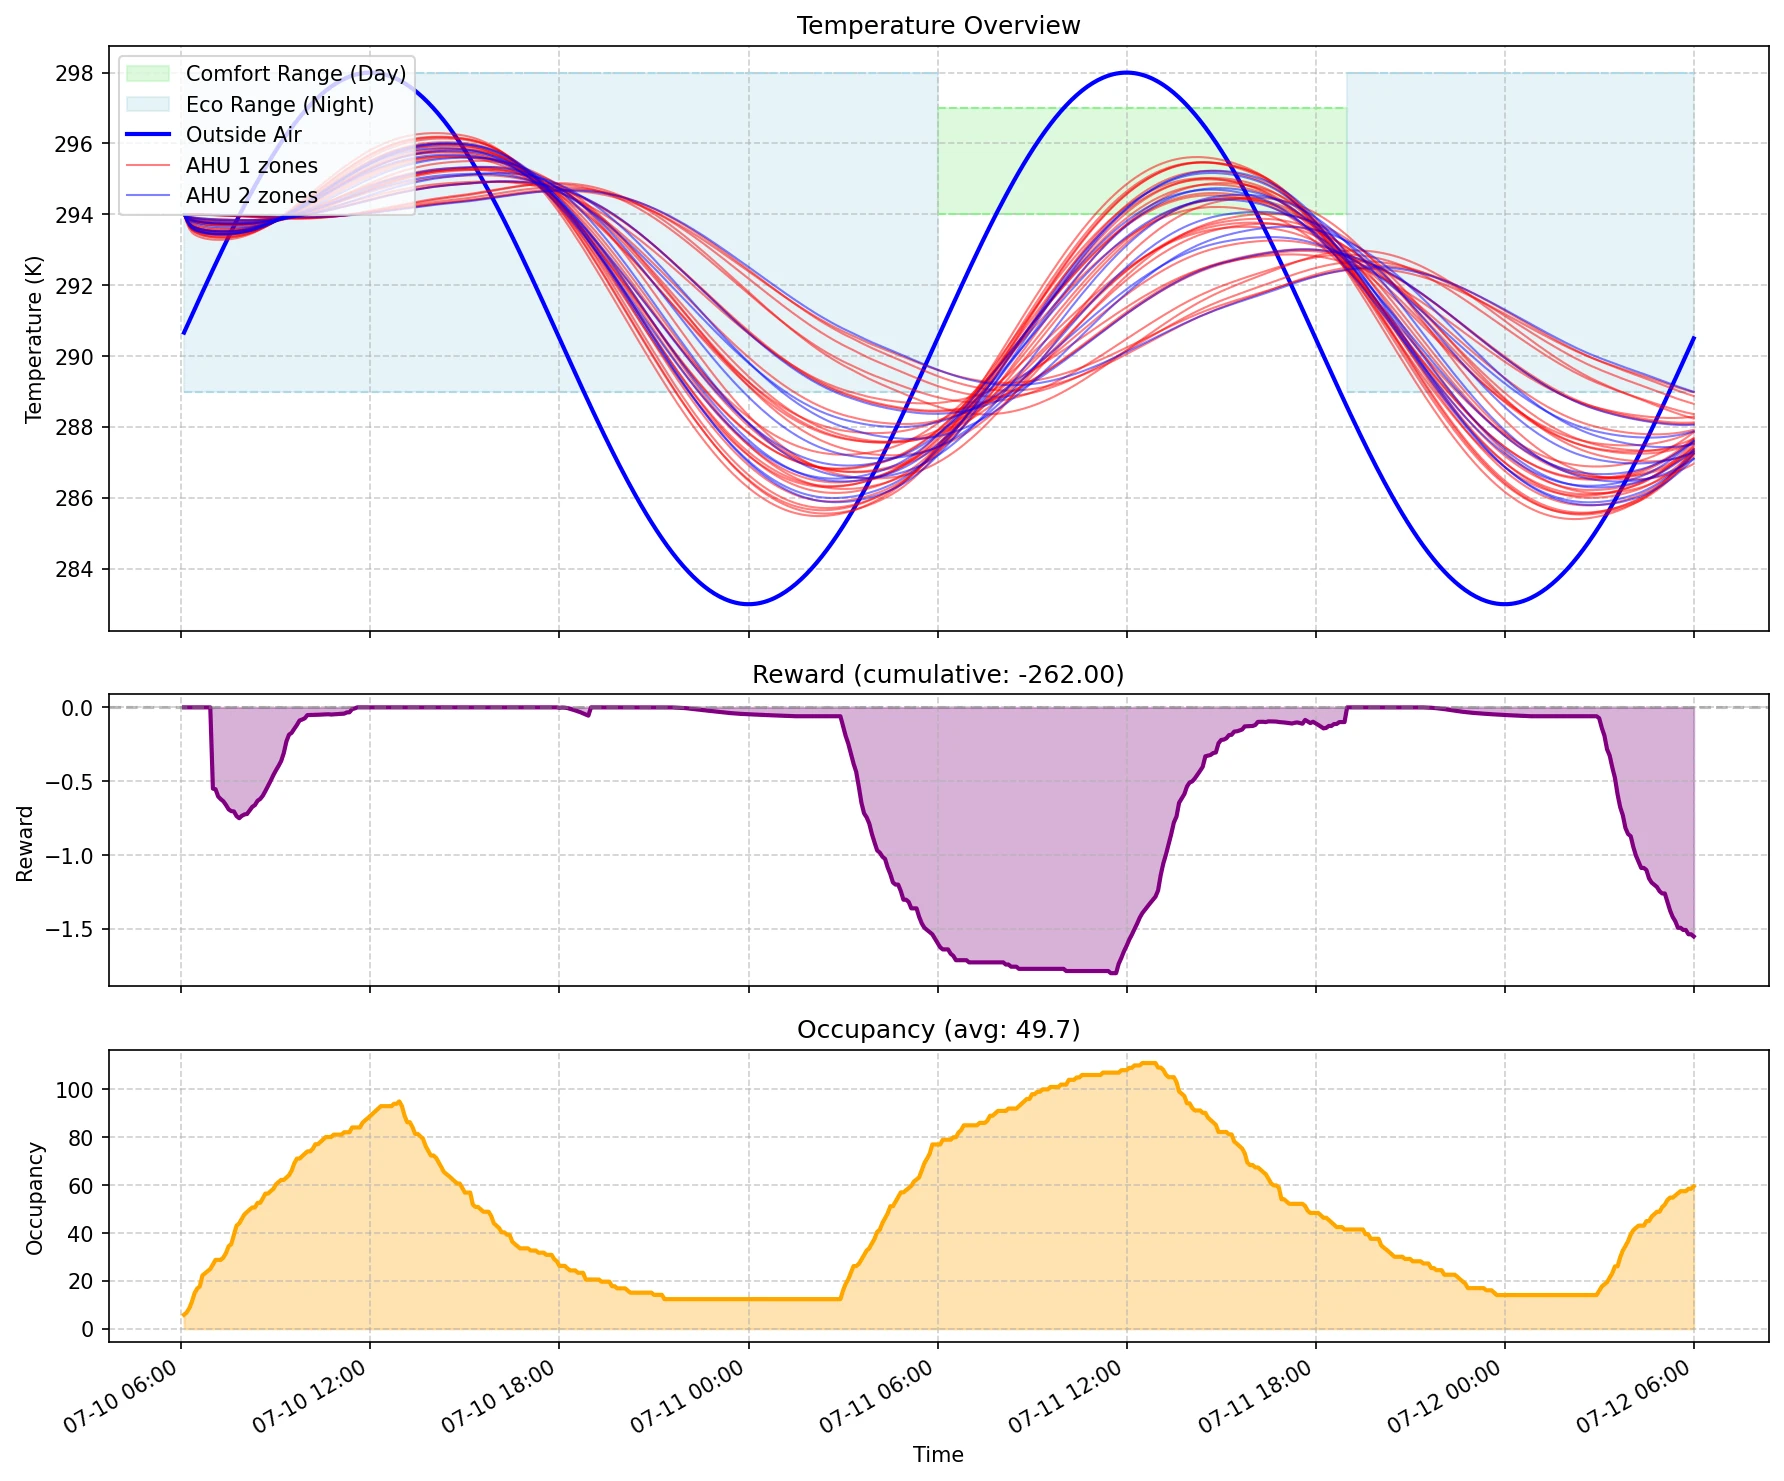 Temperature Overview
Comfort Range (Day)
Eco Range (Night)
Outside Air
AHU 1 zones
AHU 2 zones
Temperature (K)
298
296
294
292
290
288
286
284
Reward (cumulative: -262.00)
Reward
0.0
−0.5
−1.0
−1.5
Occupancy (avg: 49.7)
Occupancy
100
80
60
40
20
0
07-10 06:00
07-10 12:00
07-10 18:00
07-11 00:00
07-11 06:00
07-11 12:00
07-11 18:00
07-12 00:00
07-12 06:00
Time